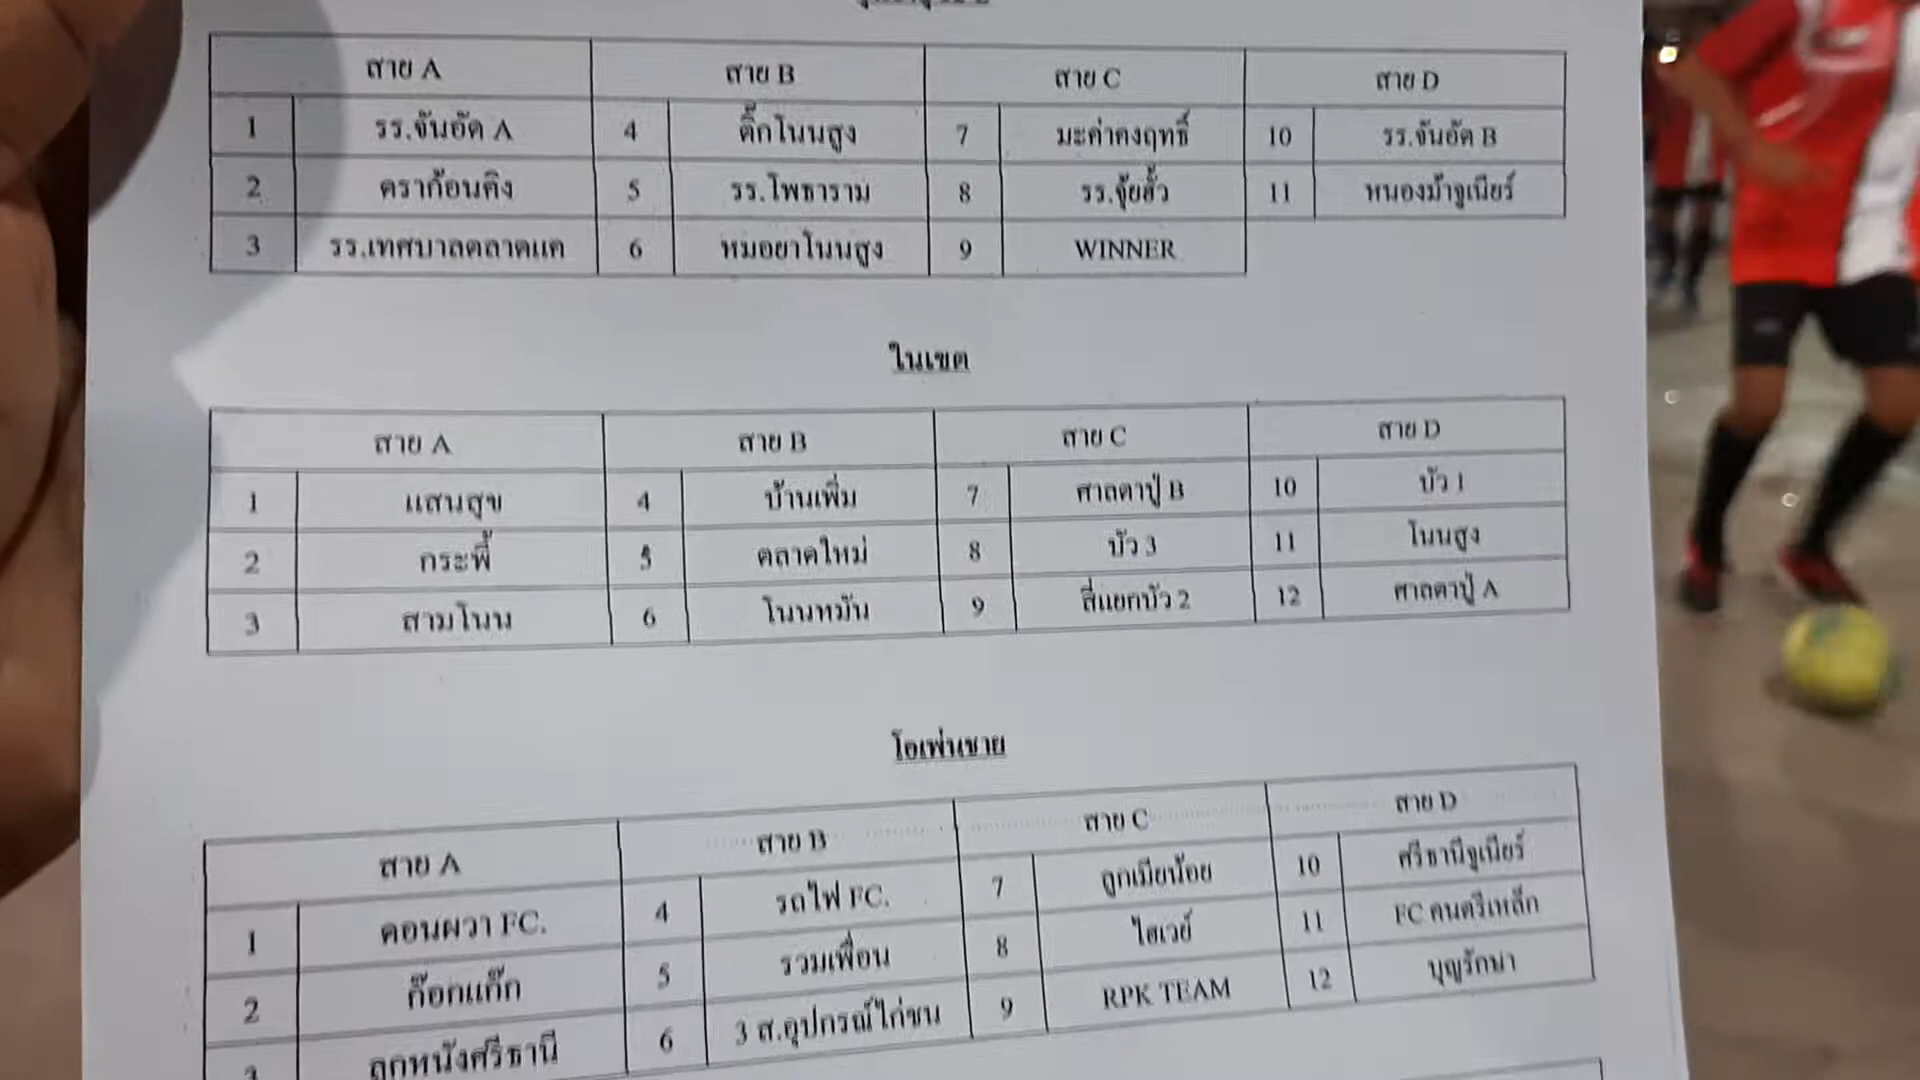 สาย A สาย B สาย C สาย D
1 รร.จันอัด A 4 ติ๊กโนนสูง 7 มะค่าคงฤทธิ์ 10 รร.จันอัด B
2 ดราก้อนคิง 5 รร.โพธาราม 8 รร.จุ้ยฮั้ว 11 หนองม้าจูเนียร์
3 รร.เทศบาลตลาดแค 6 หมอยาโนนสูง 9 WINNER
ในเขต
สาย A สาย B สาย C สาย D
1 แสนสุข 4 บ้านเพิ่ม 7 ศาลตาปู่ B 10 บัว 1
2 กระพี้ 5 ตลาดใหม่ 8 บัว 3 11 โนนสูง
3 สามโนน 6 โนนหมัน 9 สี่แยกบัว 2 12 ศาลตาปู่ A
โอเพ่นชาย
สาย A สาย B สาย C สาย D
1 ดอนผวา FC. 4 รถไฟ FC. 7 ลูกเมียน้อย 10 ศรีธานีจูเนียร์
2 ก๊อกแก๊ก 5 รวมเพื่อน 8 ไฮเวย์ 11 FC ดนตรีเหล็ก
3 ลูกหนังศรีธานี 6 3 ส.อุปกรณ์ไก่ชน 9 RPK TEAM 12 บุญรักษา